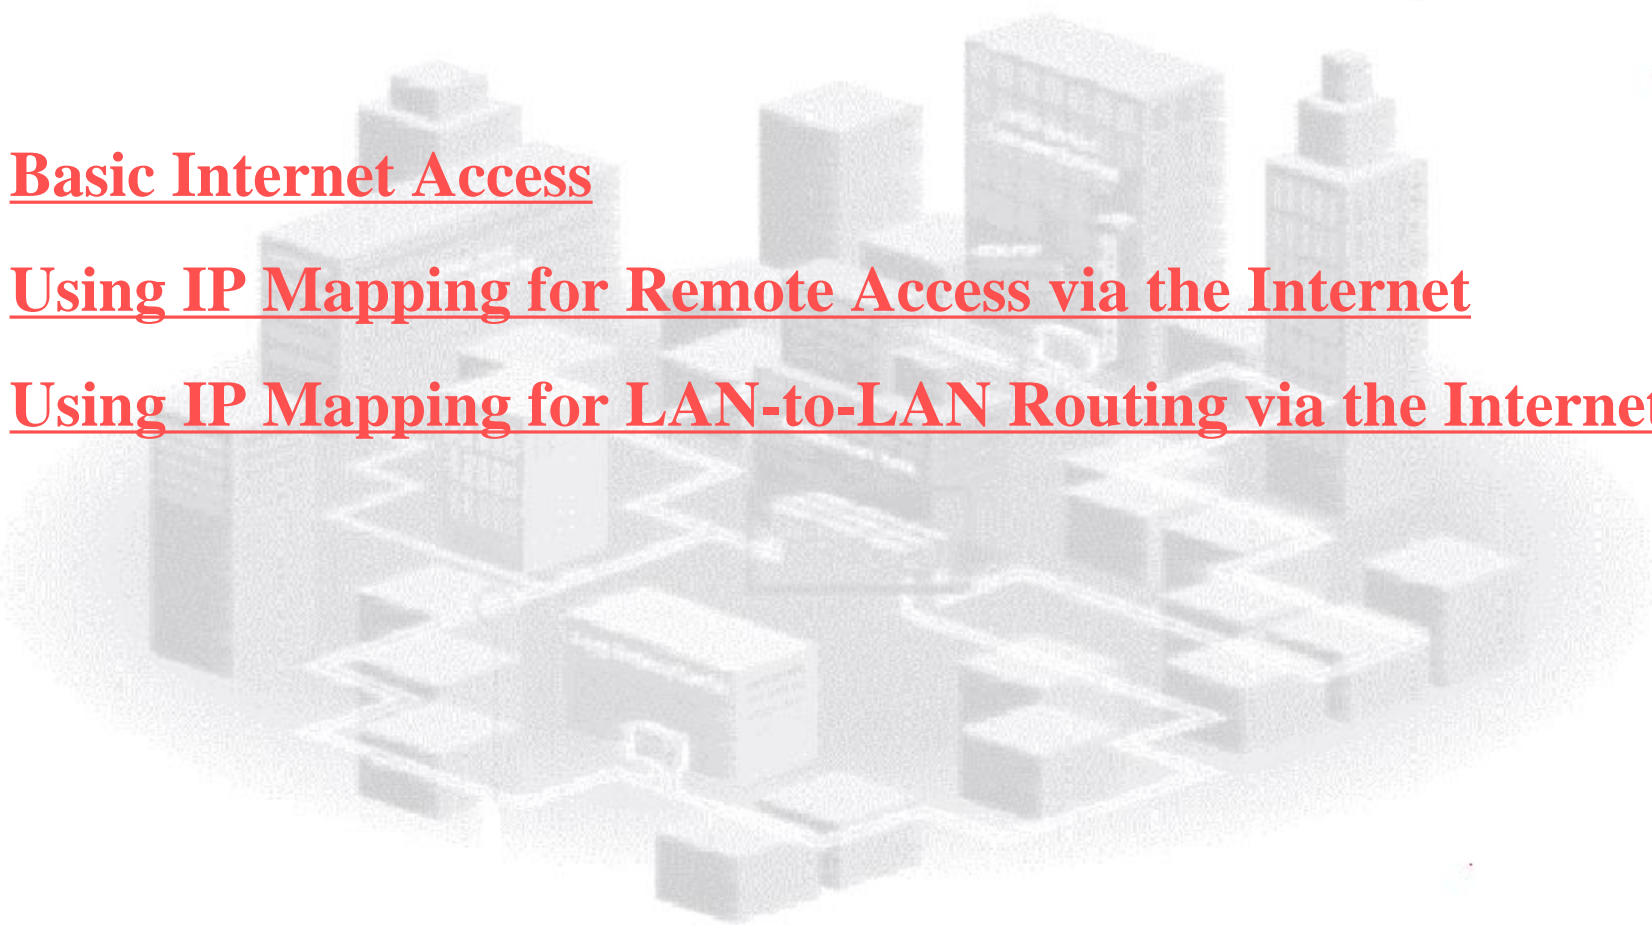 Basic Internet Access
Using IP Mapping for Remote Access via the Internet
Using IP Mapping for LAN-to-LAN Routing via the Internet